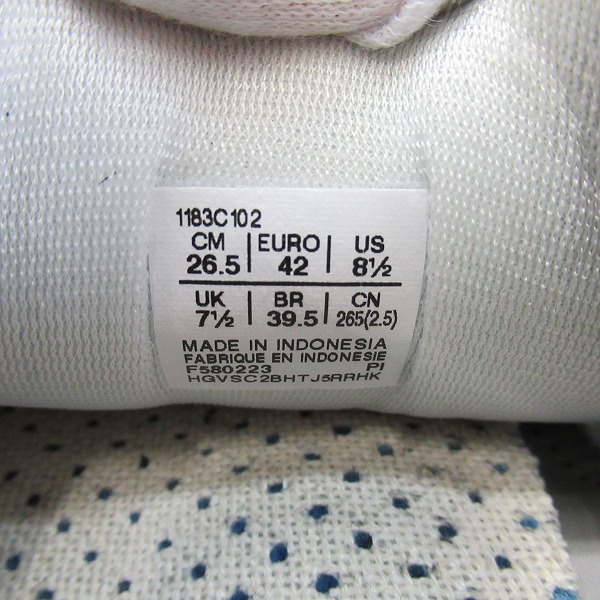 1183C102
CM | EURO | US
26.5 | 42 | 8½
UK | BR | CN
7½ | 39.5 | 265(2.5)
MADE IN INDONESIA
FABRIQUE EN INDONESIE
F580223 PI
HGVSC2BHTJ5RRHK